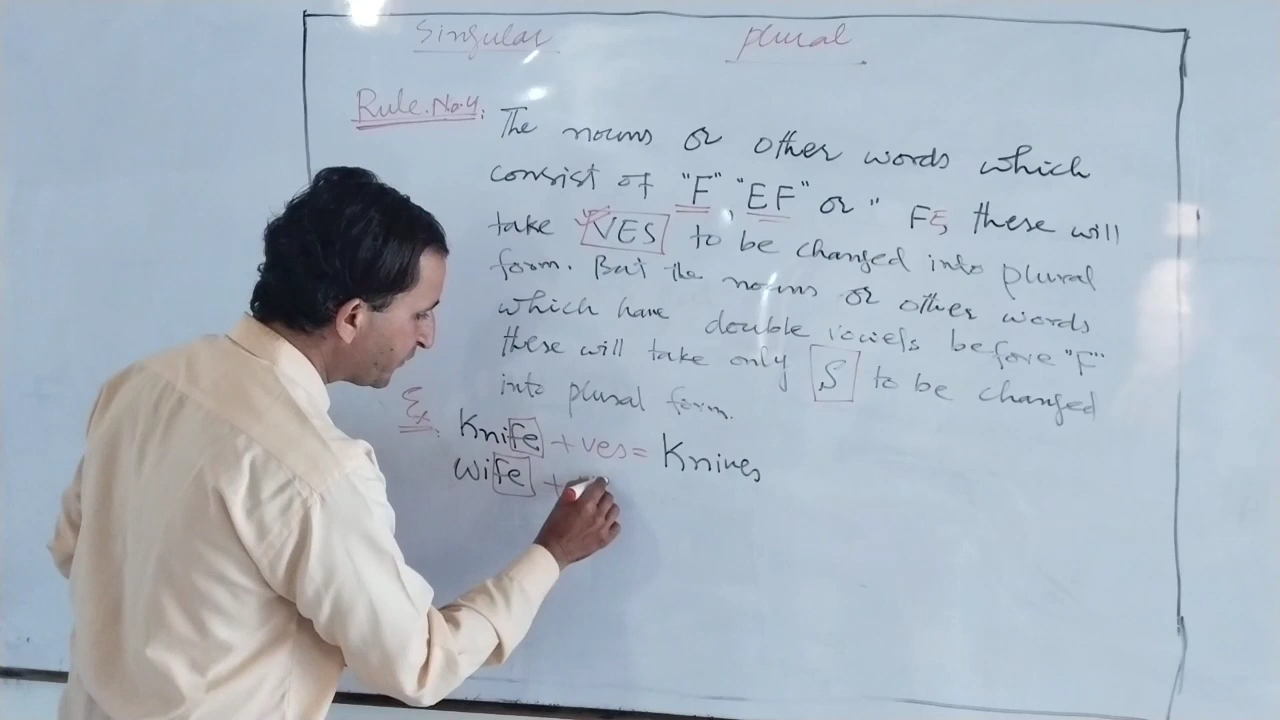 Singular plural
Rule.No.4: The nouns or other words which
consist of "F", "EF" or " FE, these will
take VES to be changed into plural
form. But the nouns or other words
which have double vowels before "F"
these will take only S to be changed
into plural form.
Ex: Knife + ves = Knives
wife +